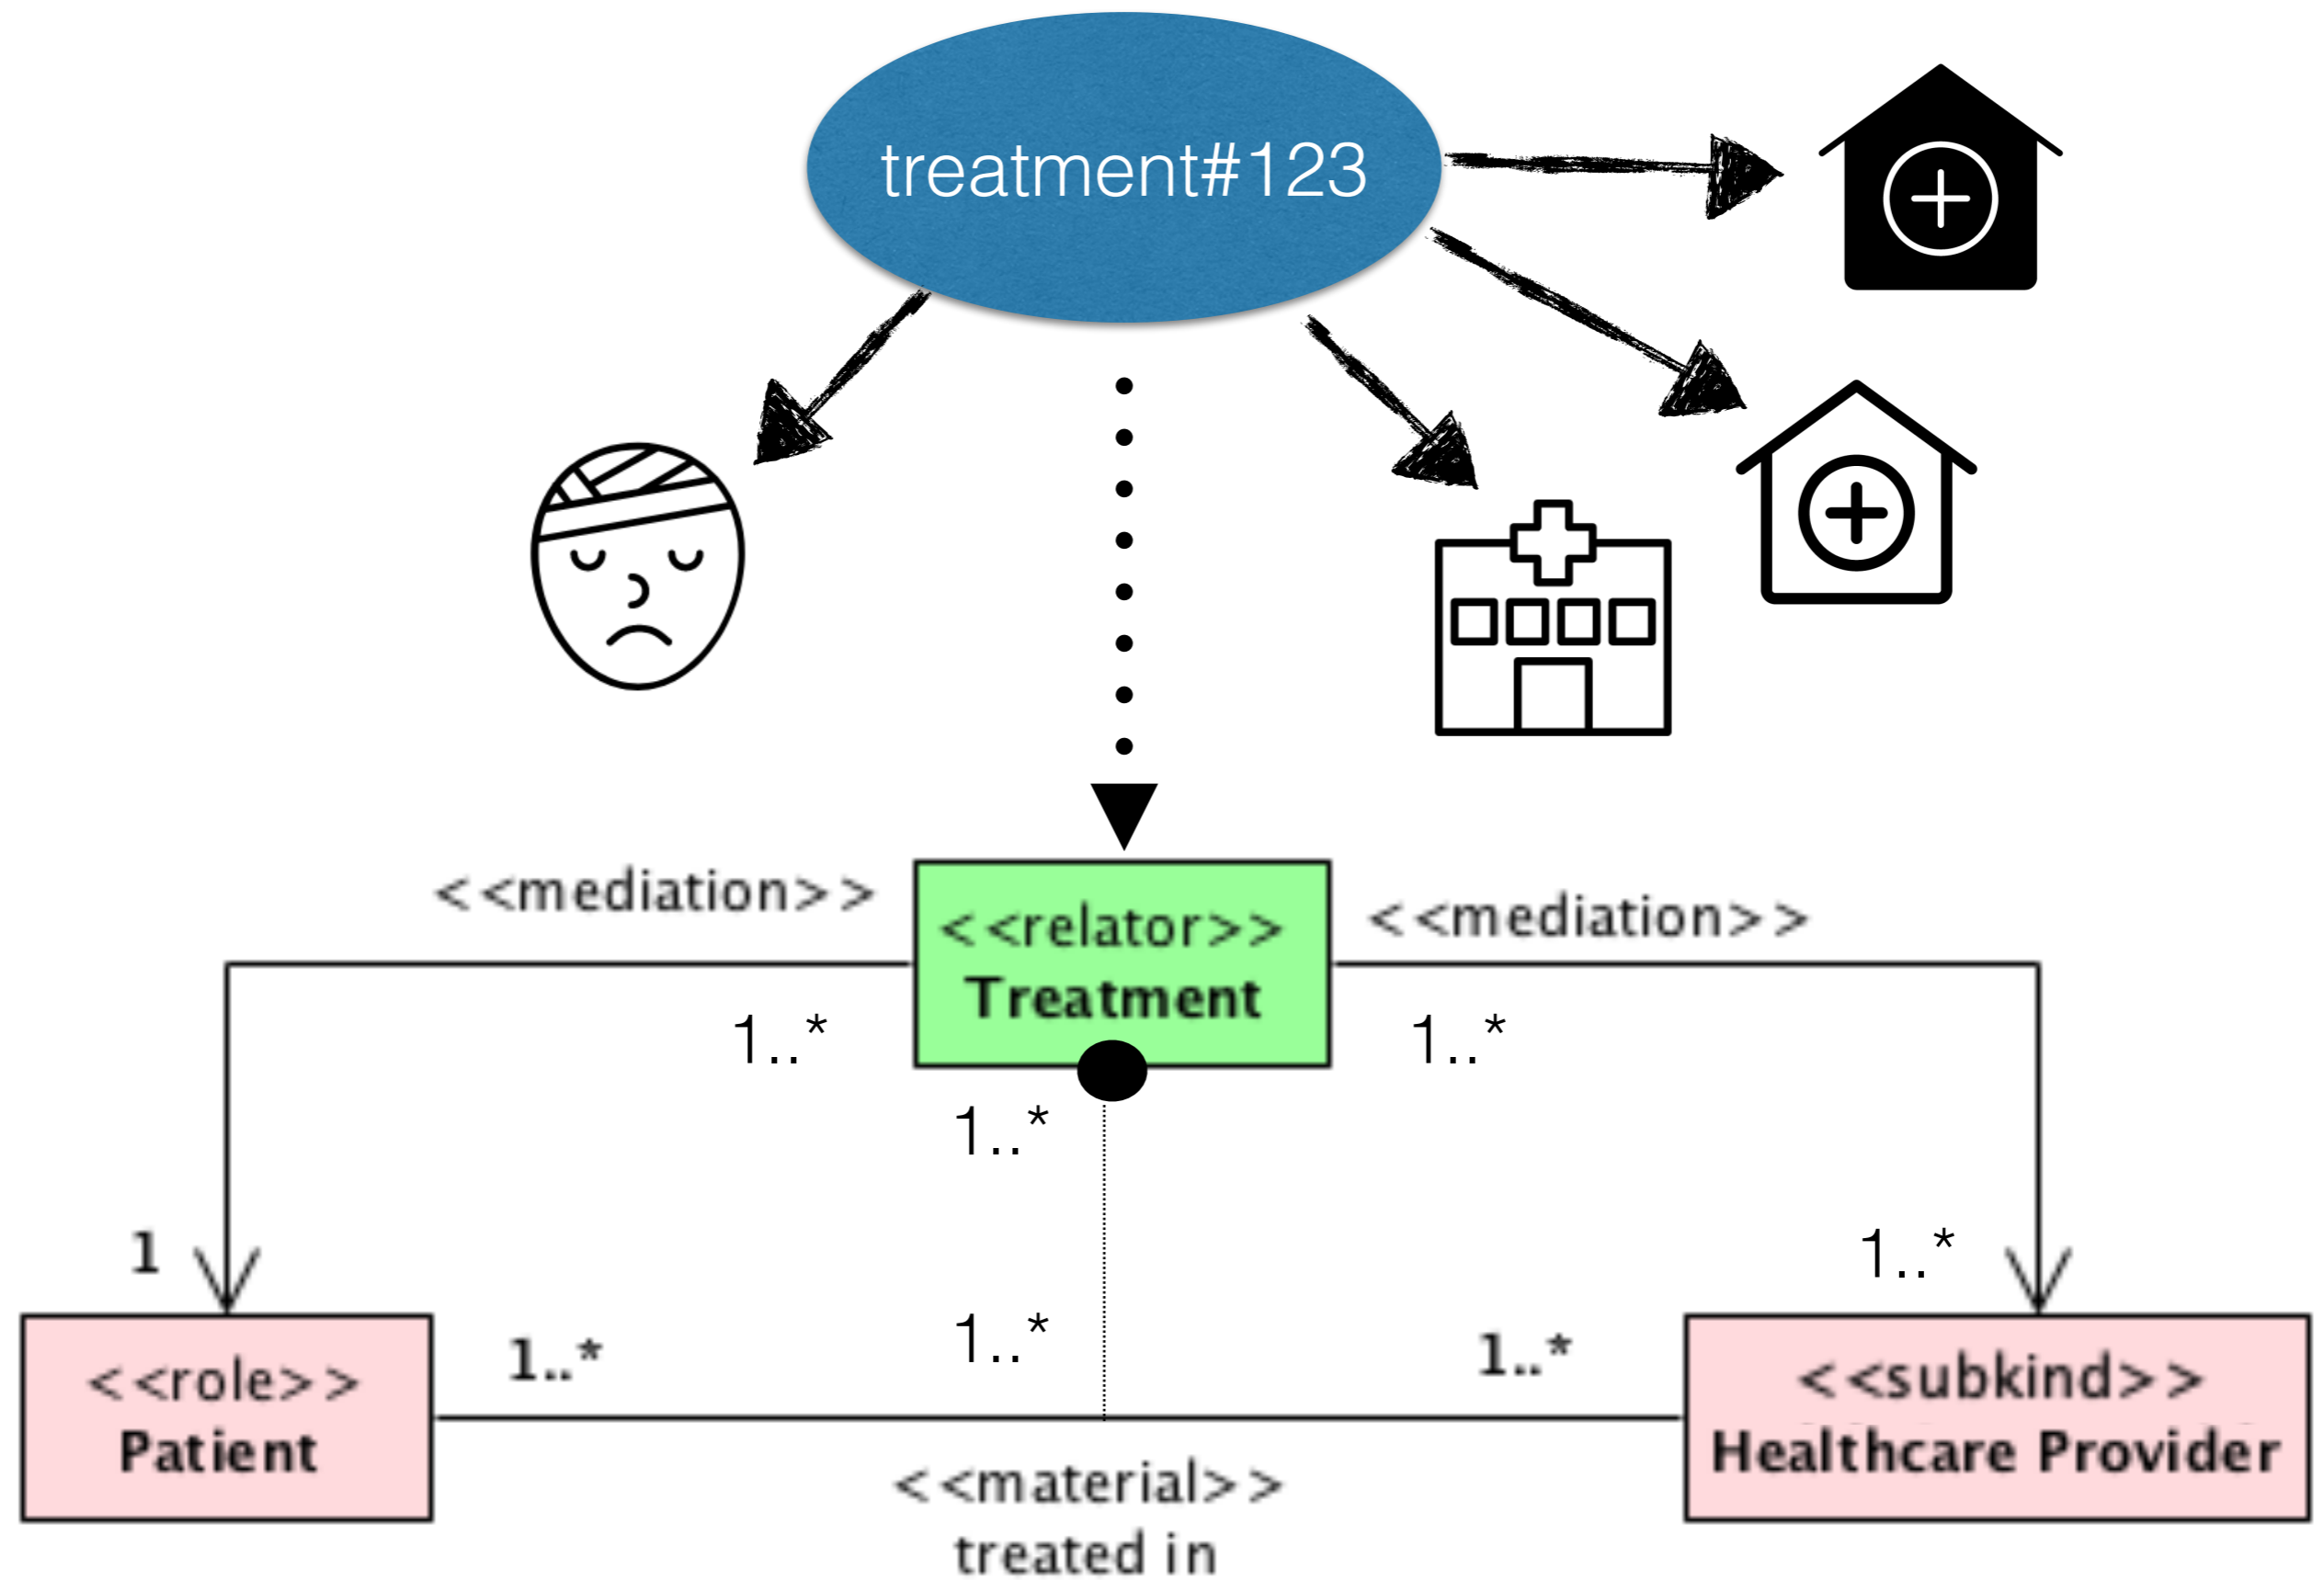 treatment#123
<<mediation>>
<<relator>>
Treatment
<<mediation>>
1..*
1..*
1..*
1
1..*
1..*
1..*
1..*
<<role>>
Patient
<<subkind>>
Healthcare Provider
<<material>>
treated in